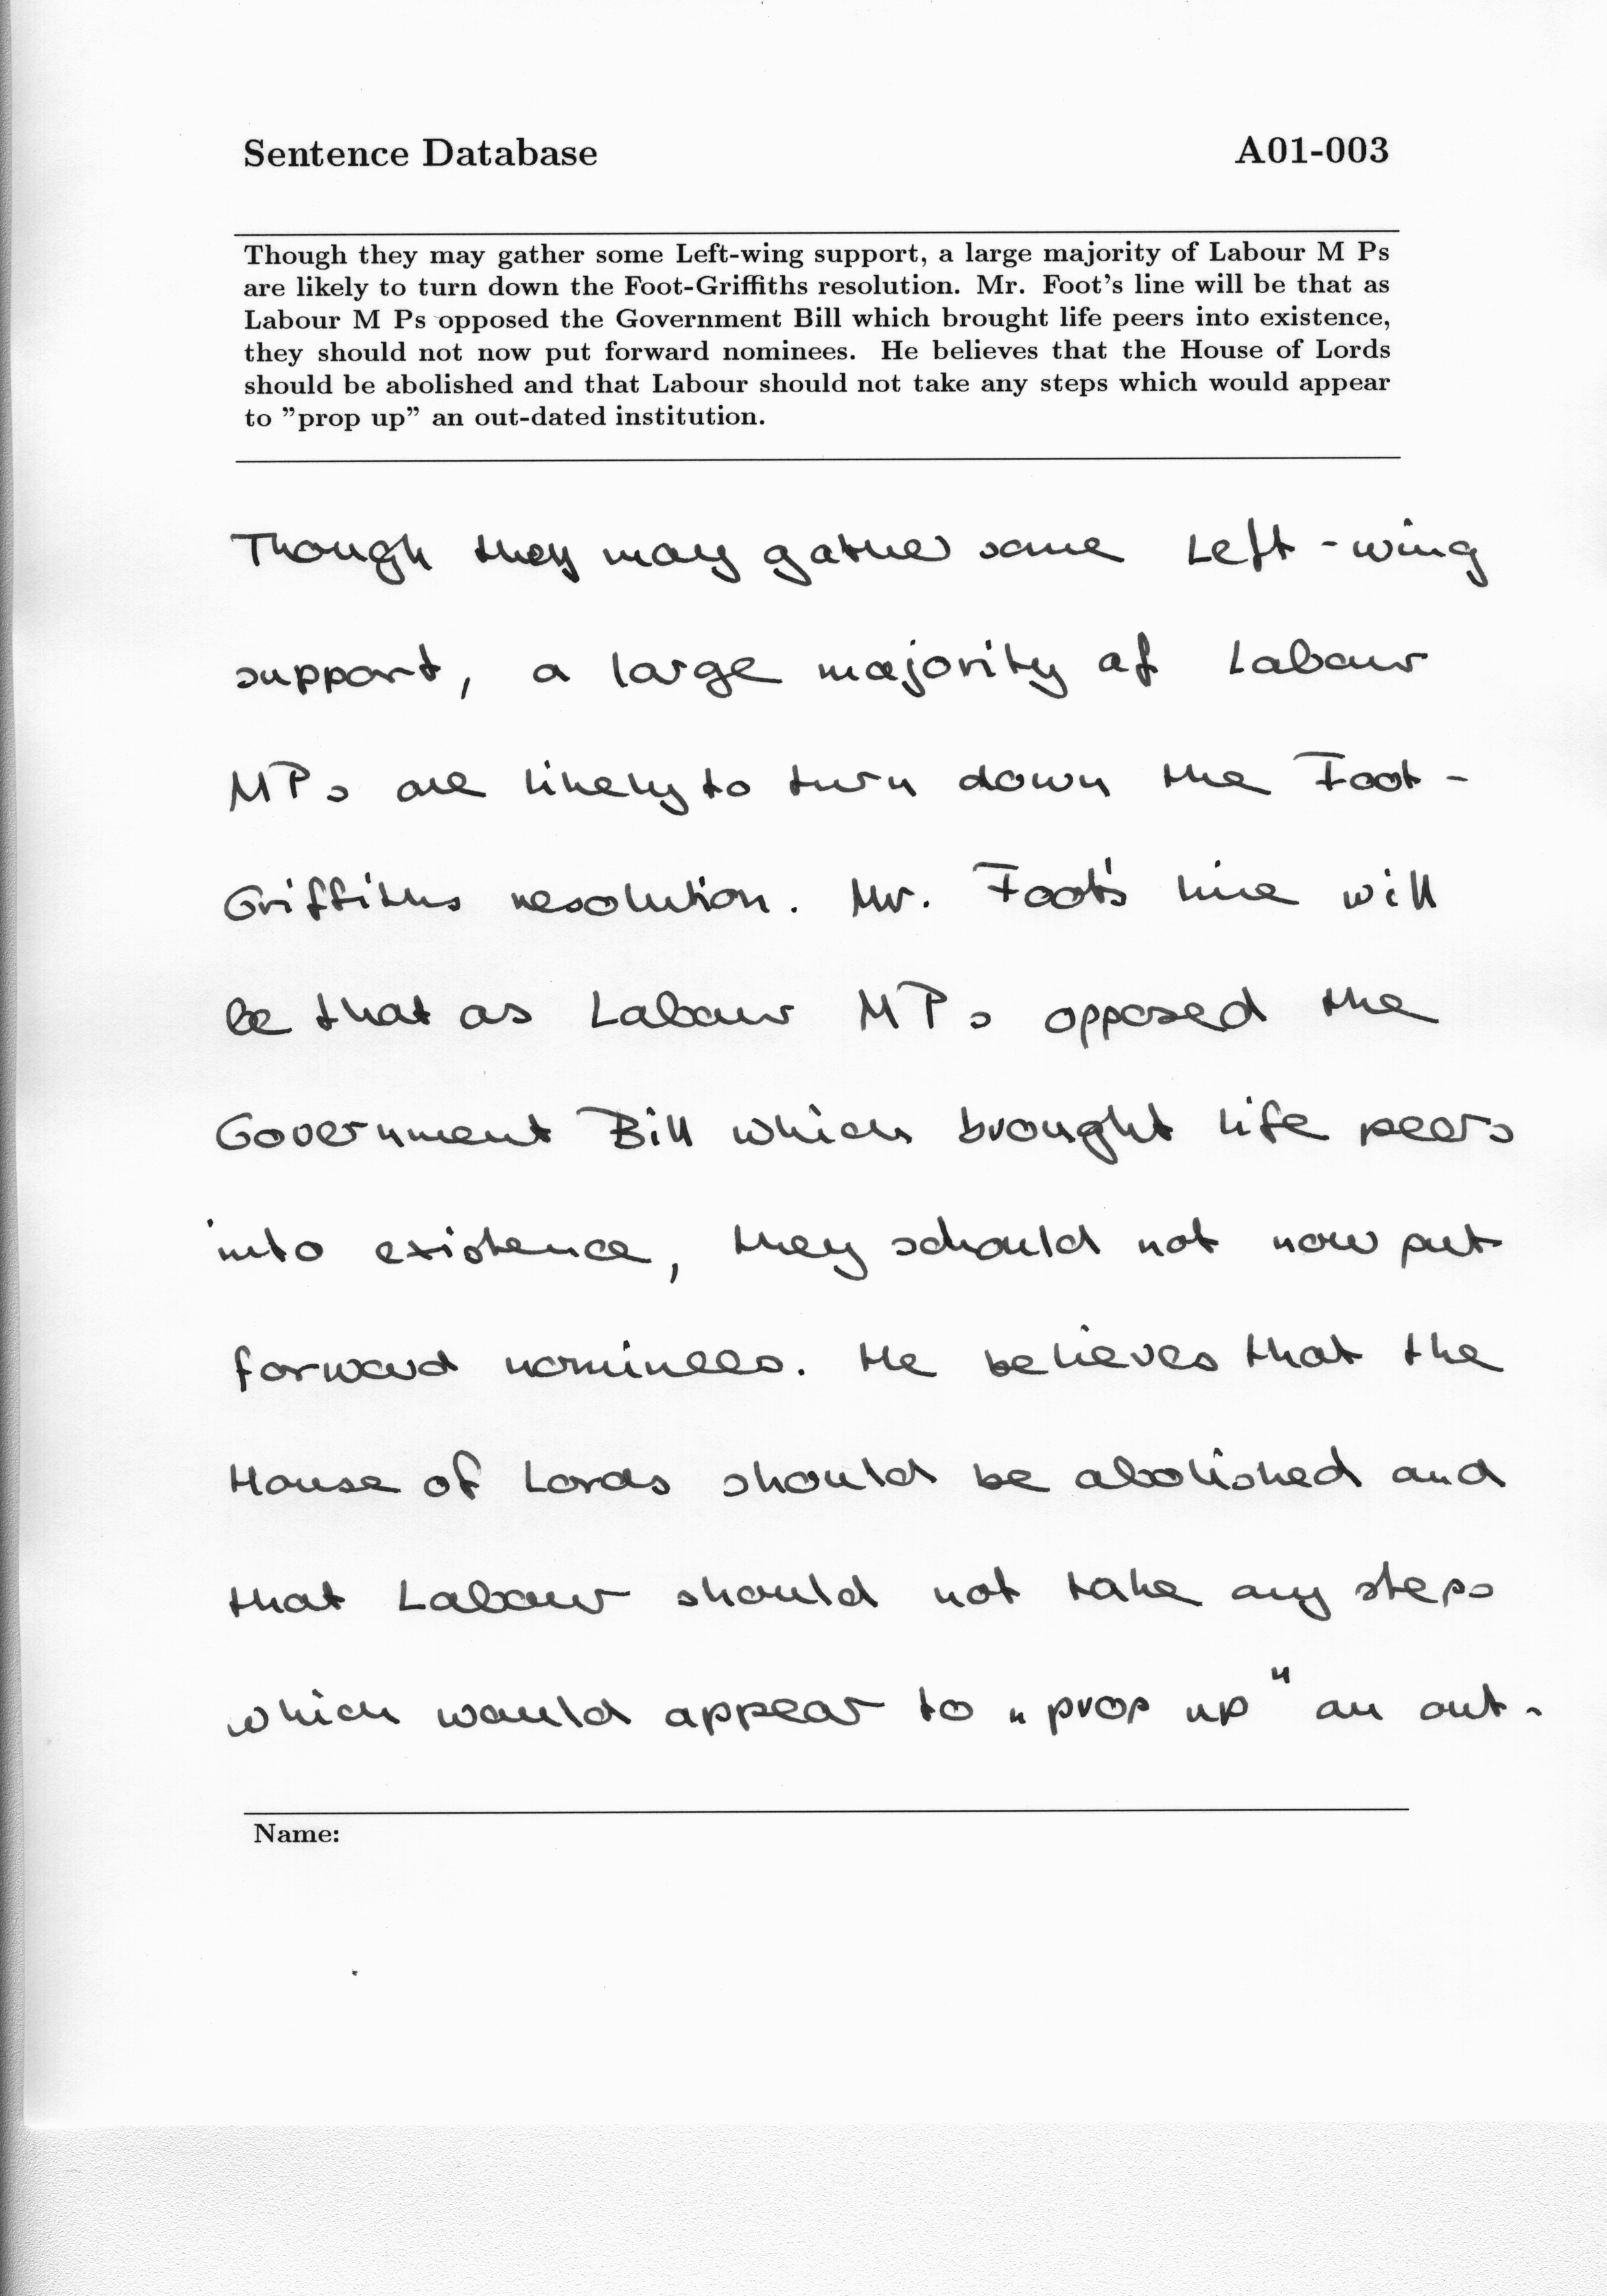 Sentence Database A01-003
Though they may gather some Left-wing support, a large majority of Labour M Ps
are likely to turn down the Foot-Griffiths resolution. Mr. Foot's line will be that as
Labour M Ps opposed the Government Bill which brought life peers into existence,
they should not now put forward nominees. He believes that the House of Lords
should be abolished and that Labour should not take any steps which would appear
to ”prop up” an out-dated institution.
Though they may gather some Left-wing
support, a large majority of Labour
MPs are likely to turn down the Foot-
Griffiths resolution. Mr. Foot's line will
be that as Labour MPs opposed the
Government Bill which brought life peers
into existence, they schould not now put
forward nominees. He believes that the
House of Lords should be abolished and
that Labour should not take any steps
which would appear to „prop up" an out-
Name: